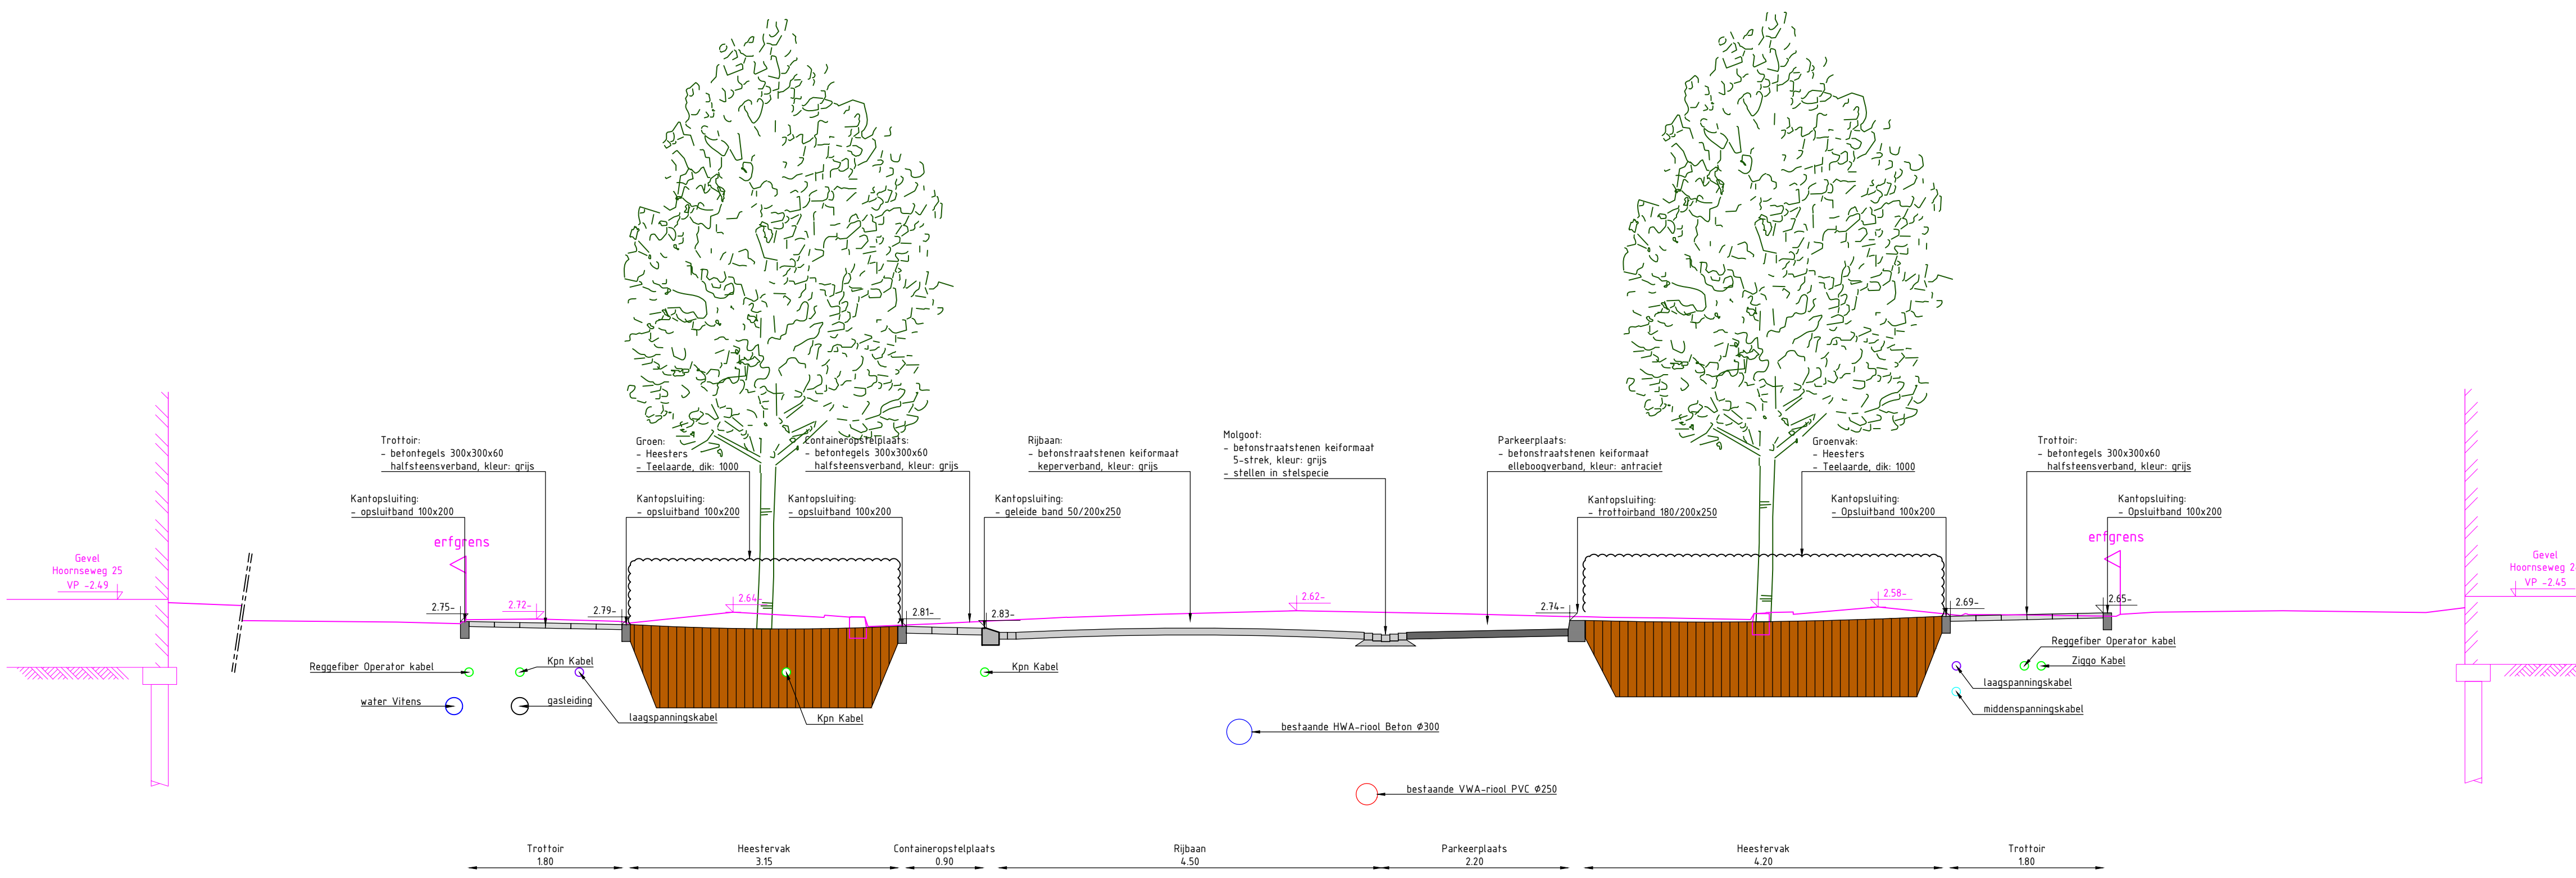 Trottoir:
- betontegels 300x300x60
halfsteensverband, kleur: grijs
Kantopsluiting:
- opsluitband 100x200
Groen:
- Heesters
- Teelaarde, dik: 1000
Kantopsluiting:
- opsluitband 100x200
Containeropstelplaats:
- betontegels 300x300x60
halfsteensverband, kleur: grijs
Kantopsluiting:
- opsluitband 100x200
Rijbaan:
- betonstraatstenen keiformaat
keperverband, kleur: grijs
Kantopsluiting:
- geleide band 50/200x250
Molgoot:
- betonstraatstenen keiformaat
5-strek, kleur: grijs
- stellen in stelspecie
Parkeerplaats:
- betonstraatstenen keiformaat
elleboogverband, kleur: antraciet
Kantopsluiting:
- trottoirband 180/200x250
Groenvak:
- Heesters
- Teelaarde, dik: 1000
Kantopsluiting:
- Opsluitband 100x200
Trottoir:
- betontegels 300x300x60
halfsteensverband, kleur: grijs
Kantopsluiting:
- Opsluitband 100x200
erfgrens
erfgrens
Gevel
Hoornseweg 25
VP -2.49
Gevel
Hoornseweg 2
VP -2.45
2.75-
2.72-
2.79-
2.64-
2.81-
2.83-
2.62-
2.74-
2.58-
2.69-
2.65-
Reggefiber Operator kabel
Kpn Kabel
water Vitens
gasleiding
laagspanningskabel
Kpn Kabel
Kpn Kabel
bestaande HWA-riool Beton Ø300
bestaande VWA-riool PVC Ø250
Reggefiber Operator kabel
Ziggo Kabel
laagspanningskabel
middenspanningskabel
Trottoir
1.80
Heestervak
3.15
Containeropstelplaats
0.90
Rijbaan
4.50
Parkeerplaats
2.20
Heestervak
4.20
Trottoir
1.80